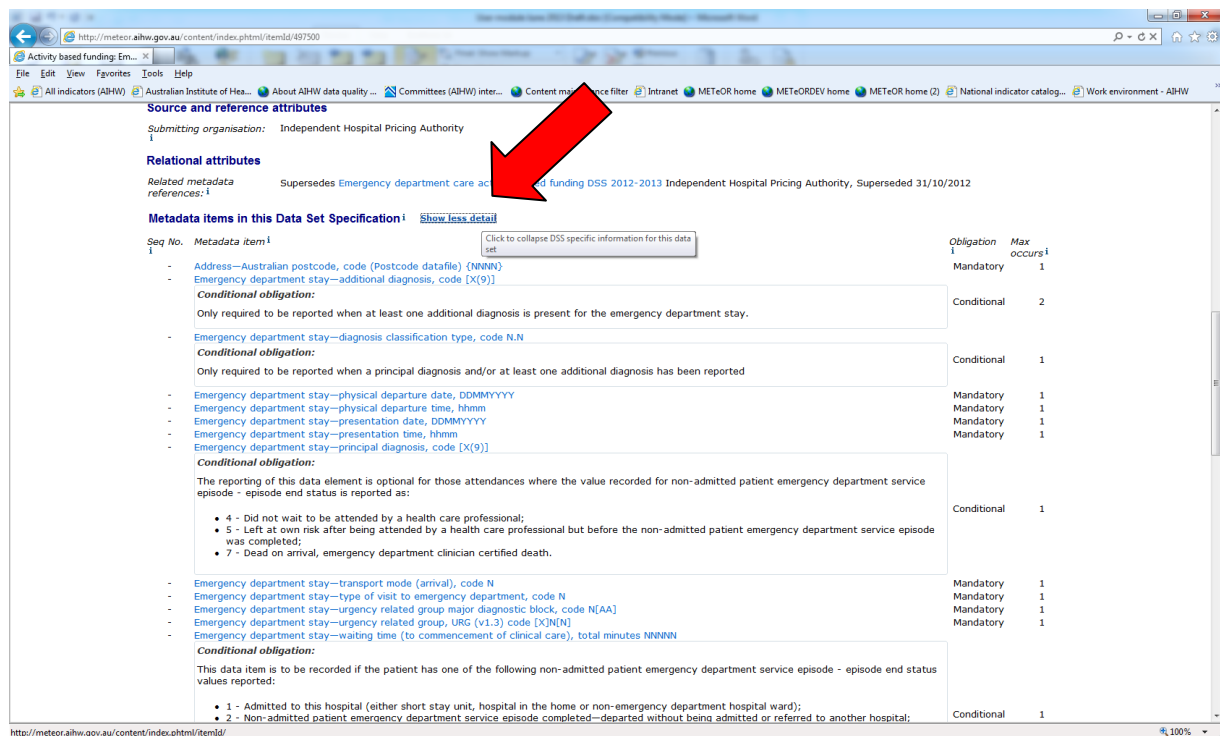 http://meteor.aihw.gov.au/content/index.phtml/itemId/497500
Activity based funding: Em...
File Edit View Favorites Tools Help
All indicators (AIHW) Australian Institute of Hea... About AIHW data quality ... Committees (AIHW) inter... Content filter Intranet METeOR home METeORDEV home METeOR home (2) National indicator catalog... Work environment - AIHW
Source and reference attributes
Submitting organisation: Independent Hospital Pricing Authority
i
Relational attributes
Related metadata references: i
Supersedes Emergency department care funding DSS 2012-2013 Independent Hospital Pricing Authority, Superseded 31/10/2012
Metadata items in this Data Set Specification i Show less detail
Click to collapse DSS specific information for this data
set
Seq No. i Metadata item i Obligation i Max occurs i
- Address—Australian postcode, code (Postcode datafile) {NNNN} Mandatory 1
- Emergency department stay—additional diagnosis, code [X(9)]
Conditional obligation:
Only required to be reported when at least one additional diagnosis is present for the emergency department stay.
Conditional 2
- Emergency department stay—diagnosis classification type, code N.N
Conditional obligation:
Only required to be reported when a principal diagnosis and/or at least one additional diagnosis has been reported
Conditional 1
- Emergency department stay—physical departure date, DDMMYYYY Mandatory 1
- Emergency department stay—physical departure time, hhmm Mandatory 1
- Emergency department stay—presentation date, DDMMYYYY Mandatory 1
- Emergency department stay—presentation time, hhmm Mandatory 1
- Emergency department stay—principal diagnosis, code [X(9)]
Conditional obligation:
The reporting of this data element is optional for those attendances where the value recorded for non-admitted patient emergency department service
episode - episode end status is reported as:
• 4 - Did not wait to be attended by a health care professional;
• 5 - Left at own risk after being attended by a health care professional but before the non-admitted patient emergency department service episode
was completed;
• 7 - Dead on arrival, emergency department clinician certified death.
Conditional 1
- Emergency department stay—transport mode (arrival), code N Mandatory 1
- Emergency department stay—type of visit to emergency department, code N Mandatory 1
- Emergency department stay—urgency related group major diagnostic block, code N[AA] Mandatory 1
- Emergency department stay—urgency related group, URG (v1.3) code [X]N[N] Mandatory 1
- Emergency department stay—waiting time (to commencement of clinical care), total minutes NNNNN
Conditional obligation:
This data item is to be recorded if the patient has one of the following non-admitted patient emergency department service episode - episode end status
values reported:
• 1 - Admitted to this hospital (either short stay unit, hospital in the home or non-emergency department hospital ward);
• 2 - Non-admitted patient emergency department service episode completed—departed without being admitted or referred to another hospital;
Conditional 1
http://meteor.aihw.gov.au/content/index.phtml/itemId/ 100%